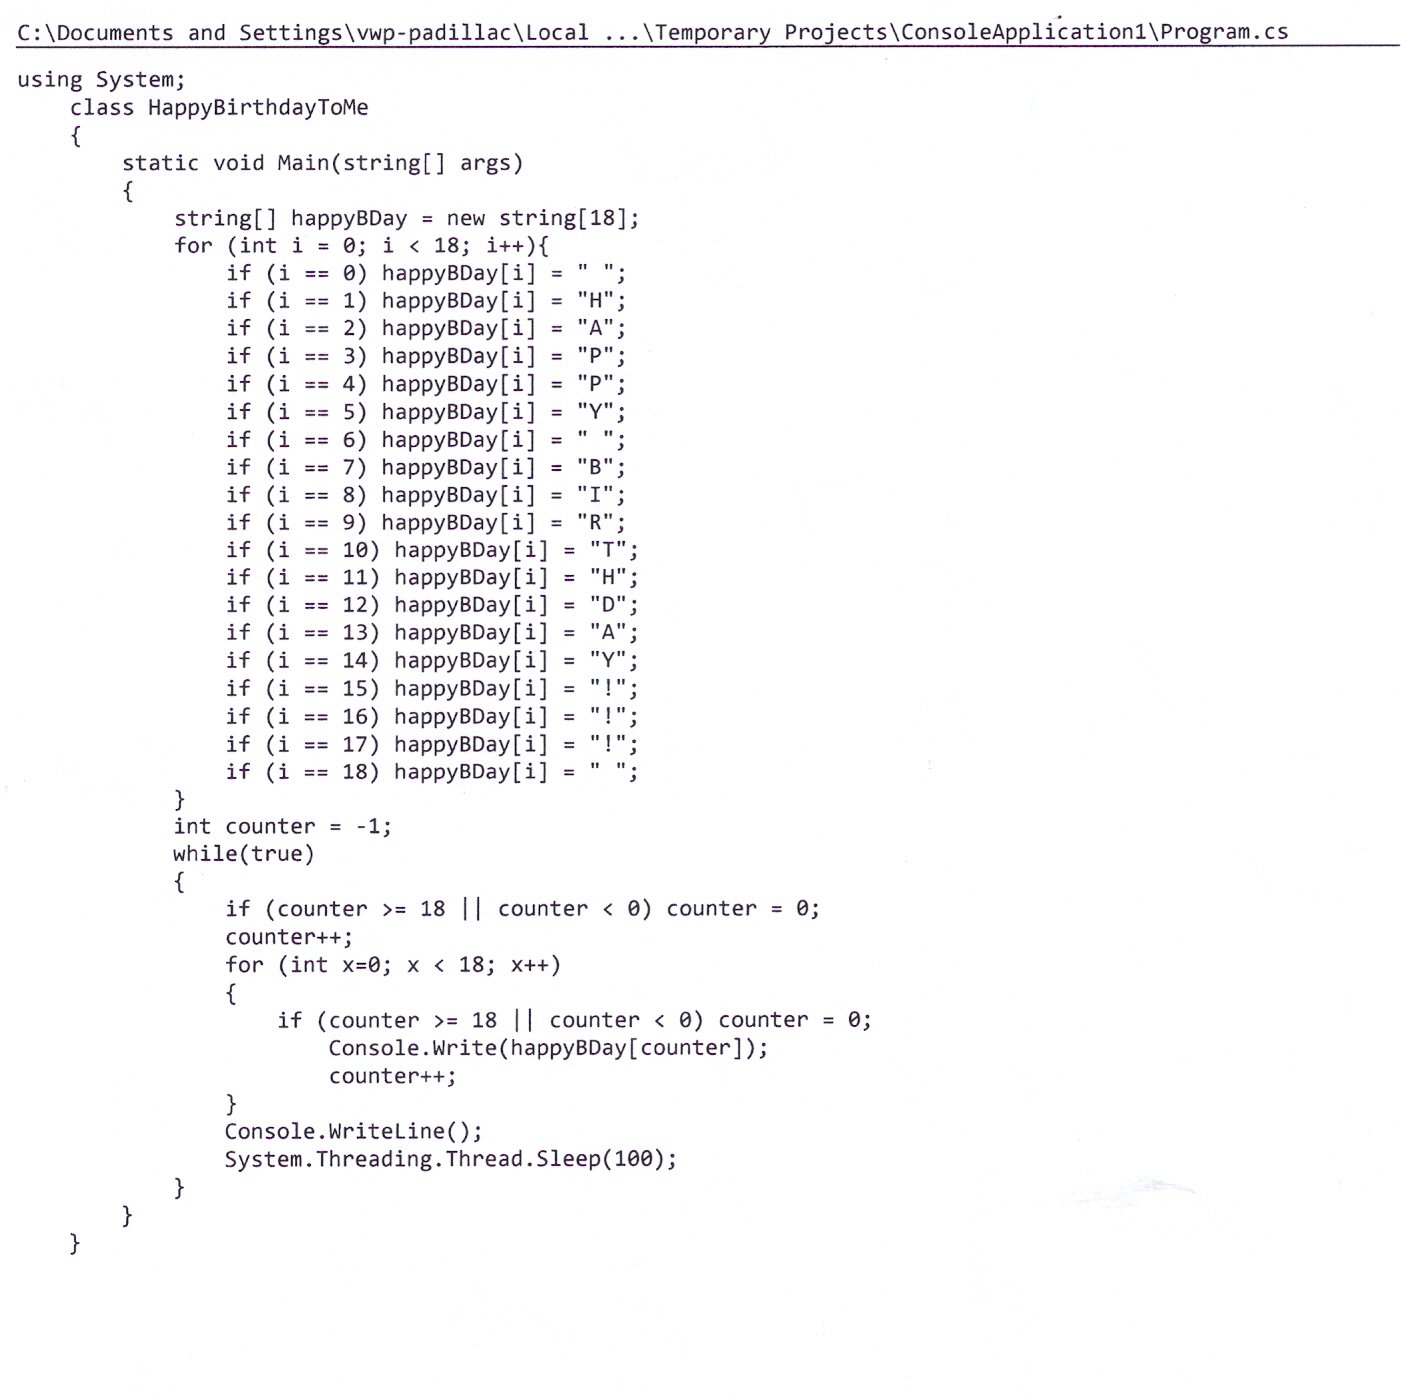 C:\Documents and Settings\vwp-padillac\Local ...\Temporary Projects\ConsoleApplication1\Program.cs
using System;
    class HappyBirthdayToMe
    {
        static void Main(string[] args)
        {
            string[] happyBDay = new string[18];
            for (int i = 0; i < 18; i++){
                if (i == 0) happyBDay[i] = " ";
                if (i == 1) happyBDay[i] = "H";
                if (i == 2) happyBDay[i] = "A";
                if (i == 3) happyBDay[i] = "P";
                if (i == 4) happyBDay[i] = "P";
                if (i == 5) happyBDay[i] = "Y";
                if (i == 6) happyBDay[i] = " ";
                if (i == 7) happyBDay[i] = "B";
                if (i == 8) happyBDay[i] = "I";
                if (i == 9) happyBDay[i] = "R";
                if (i == 10) happyBDay[i] = "T";
                if (i == 11) happyBDay[i] = "H";
                if (i == 12) happyBDay[i] = "D";
                if (i == 13) happyBDay[i] = "A";
                if (i == 14) happyBDay[i] = "Y";
                if (i == 15) happyBDay[i] = "!";
                if (i == 16) happyBDay[i] = "!";
                if (i == 17) happyBDay[i] = "!";
                if (i == 18) happyBDay[i] = " ";
            }
            int counter = -1;
            while(true)
            {
                if (counter >= 18 || counter < 0) counter = 0;
                counter++;
                for (int x=0; x < 18; x++)
                {
                    if (counter >= 18 || counter < 0) counter = 0;
                        Console.Write(happyBDay[counter]);
                        counter++;
                }
                Console.WriteLine();
                System.Threading.Thread.Sleep(100);
            }
        }
    }